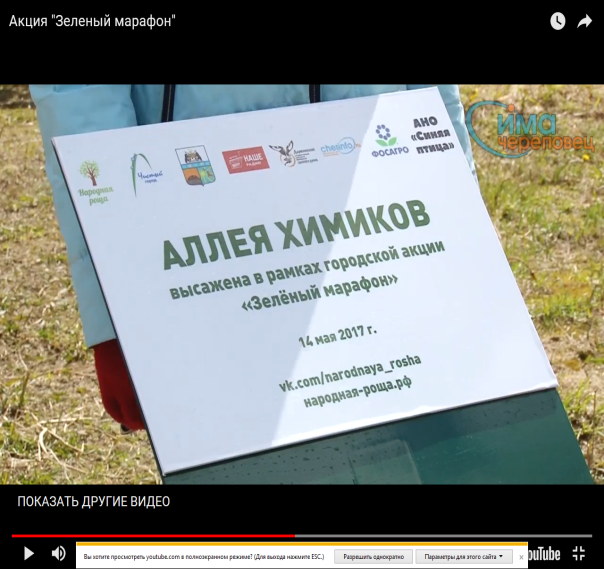 Акция "Зеленый марафон"
Сима
Череповец
Народная
роща
Чистый
город
НАШЕ
РАДИО
cherinfo
ФОСАГРО
АНО
«Синяя
птица»
АЛЛЕЯ ХИМИКОВ
высажена в рамках городской акции
«Зелёный марафон»
14 мая 2017 г.
vk.com/narodnaya_rosha
народная-роща.рф
ПОКАЗАТЬ ДРУГИЕ ВИДЕО
Вы хотите просмотреть youtube.com в полноэкранном режиме? (Для выхода нажмите ESC.)
Разрешить однократно
Параметры для этого сайта
YouTube